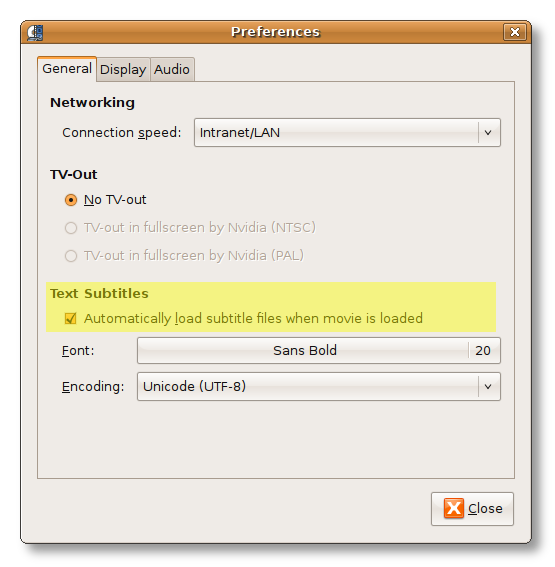 Preferences
General Display Audio
Networking
Connection speed: Intranet/LAN
TV-Out
No TV-out
TV-out in fullscreen by Nvidia (NTSC)
TV-out in fullscreen by Nvidia (PAL)
Text Subtitles
Automatically load subtitle files when movie is loaded
Font: Sans Bold 20
Encoding: Unicode (UTF-8)
Close